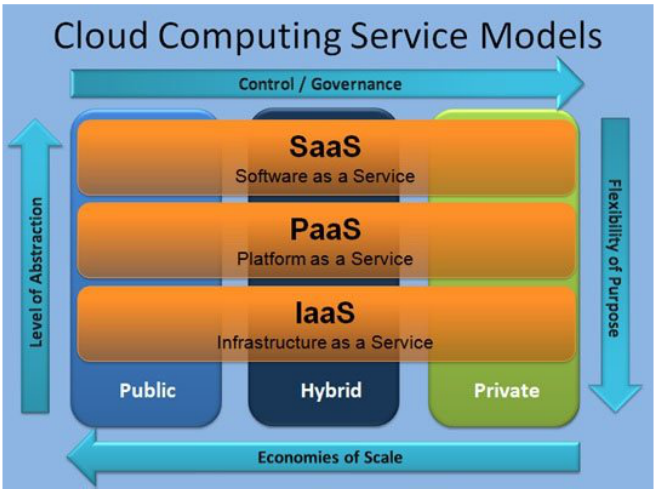 Cloud Computing Service Models
Control / Governance
Level of Abstraction
SaaS
Software as a Service
PaaS
Platform as a Service
IaaS
Infrastructure as a Service
Flexibility of Purpose
Public
Hybrid
Private
Economies of Scale